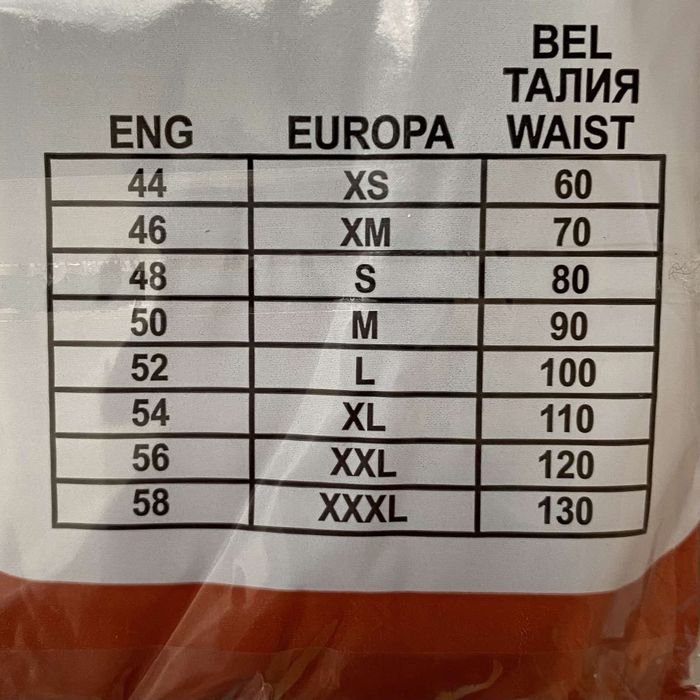 BEL
ТАЛИЯ
ENG EUROPA WAIST
44 XS 60
46 XM 70
48 S 80
50 M 90
52 L 100
54 XL 110
56 XXL 120
58 XXXL 130